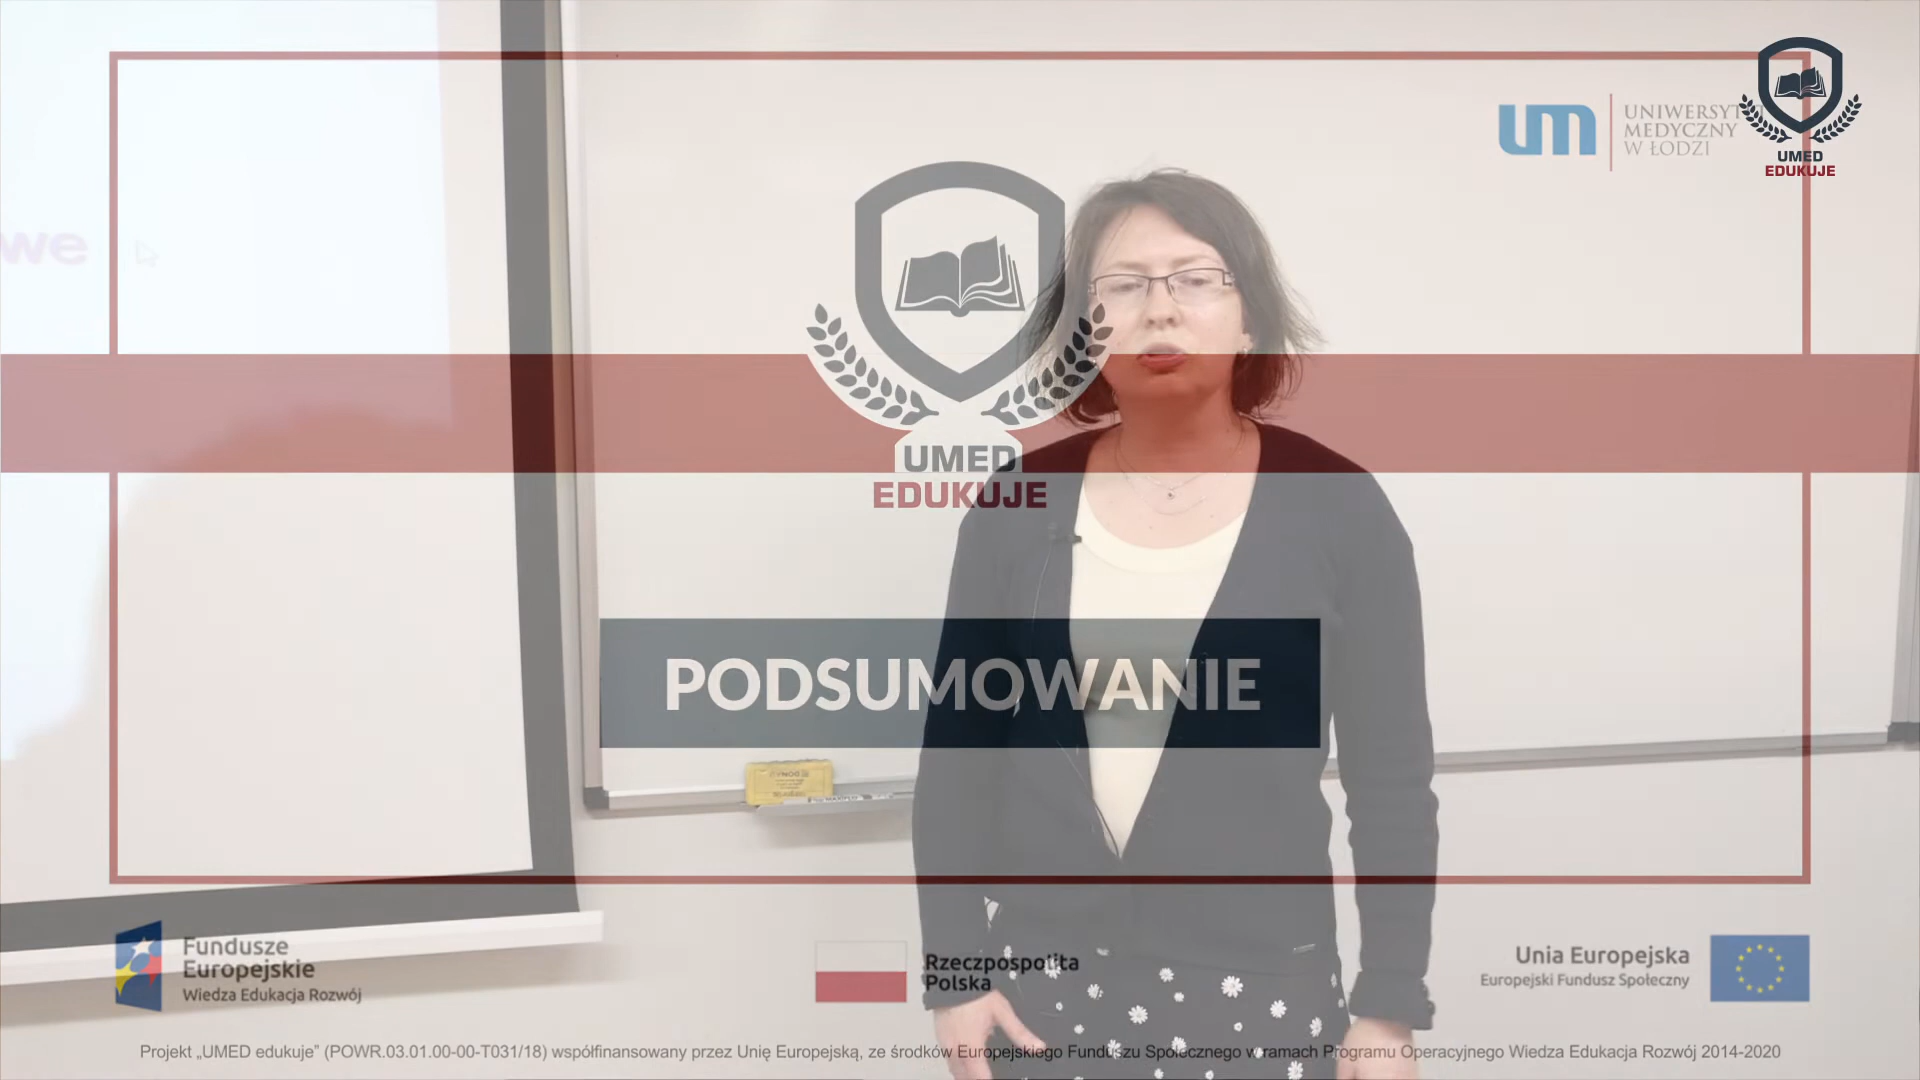 UNIWERSYTET
MEDYCZNY
W ŁODZI
um
UMED
EDUKUJE
we
UMED
EDUKUJE
PODSUMOWANIE
Fundusze
Europejskie
Wiedza Edukacja Rozwój
Rzeczpospolita
Polska
Unia Europejska
Europejski Fundusz Społeczny
Projekt „UMED edukuje” (POWR.03.01.00-00-T031/18) współfinansowany przez Unię Europejską, ze środków Europejskiego Funduszu Społecznego w ramach Programu Operacyjnego Wiedza Edukacja Rozwój 2014-2020